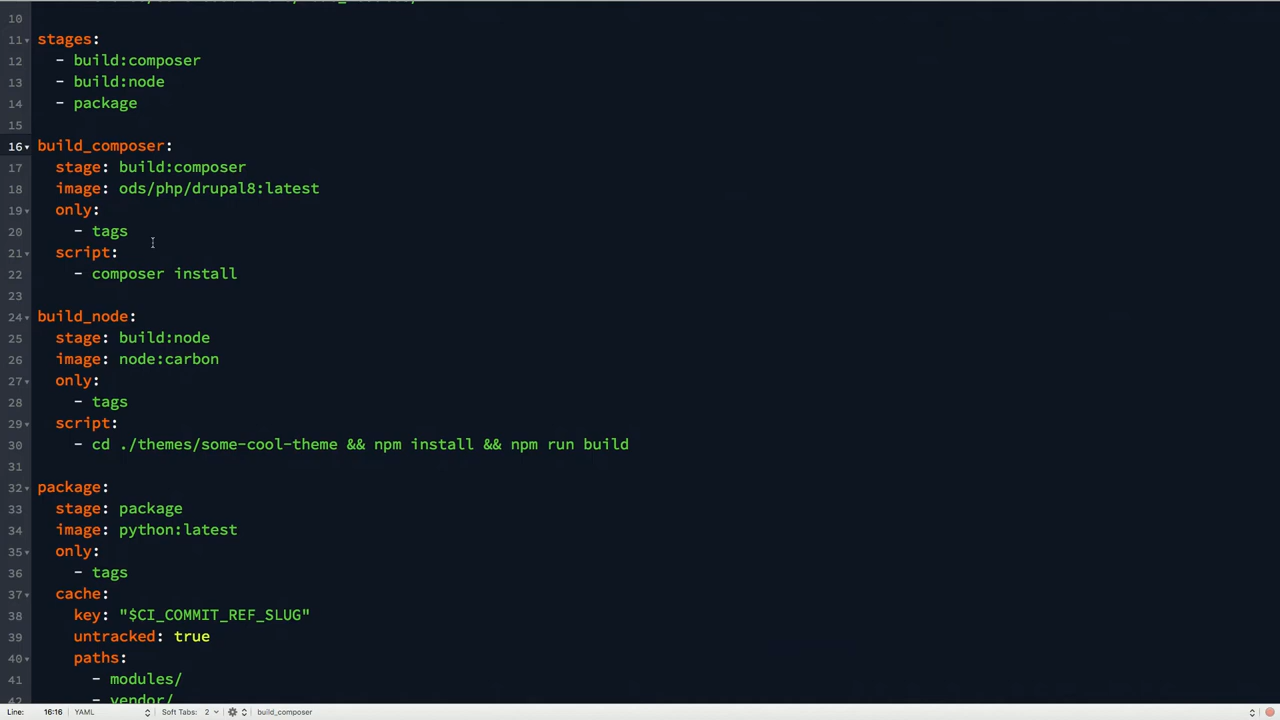 10
11 stages:
12 - build:composer
13 - build:node
14 - package
15
16 build_composer:
17 stage: build:composer
18 image: ods/php/drupal8:latest
19 only:
20 - tags
21 script:
22 - composer install
23
24 build_node:
25 stage: build:node
26 image: node:carbon
27 only:
28 - tags
29 script:
30 - cd ./themes/some-cool-theme && npm install && npm run build
31
32 package:
33 stage: package
34 image: python:latest
35 only:
36 - tags
37 cache:
38 key: "$CI_COMMIT_REF_SLUG"
39 untracked: true
40 paths:
41 - modules/
42 - vendor/
Line: 16:16 YAML Soft Tabs: 2 build_composer